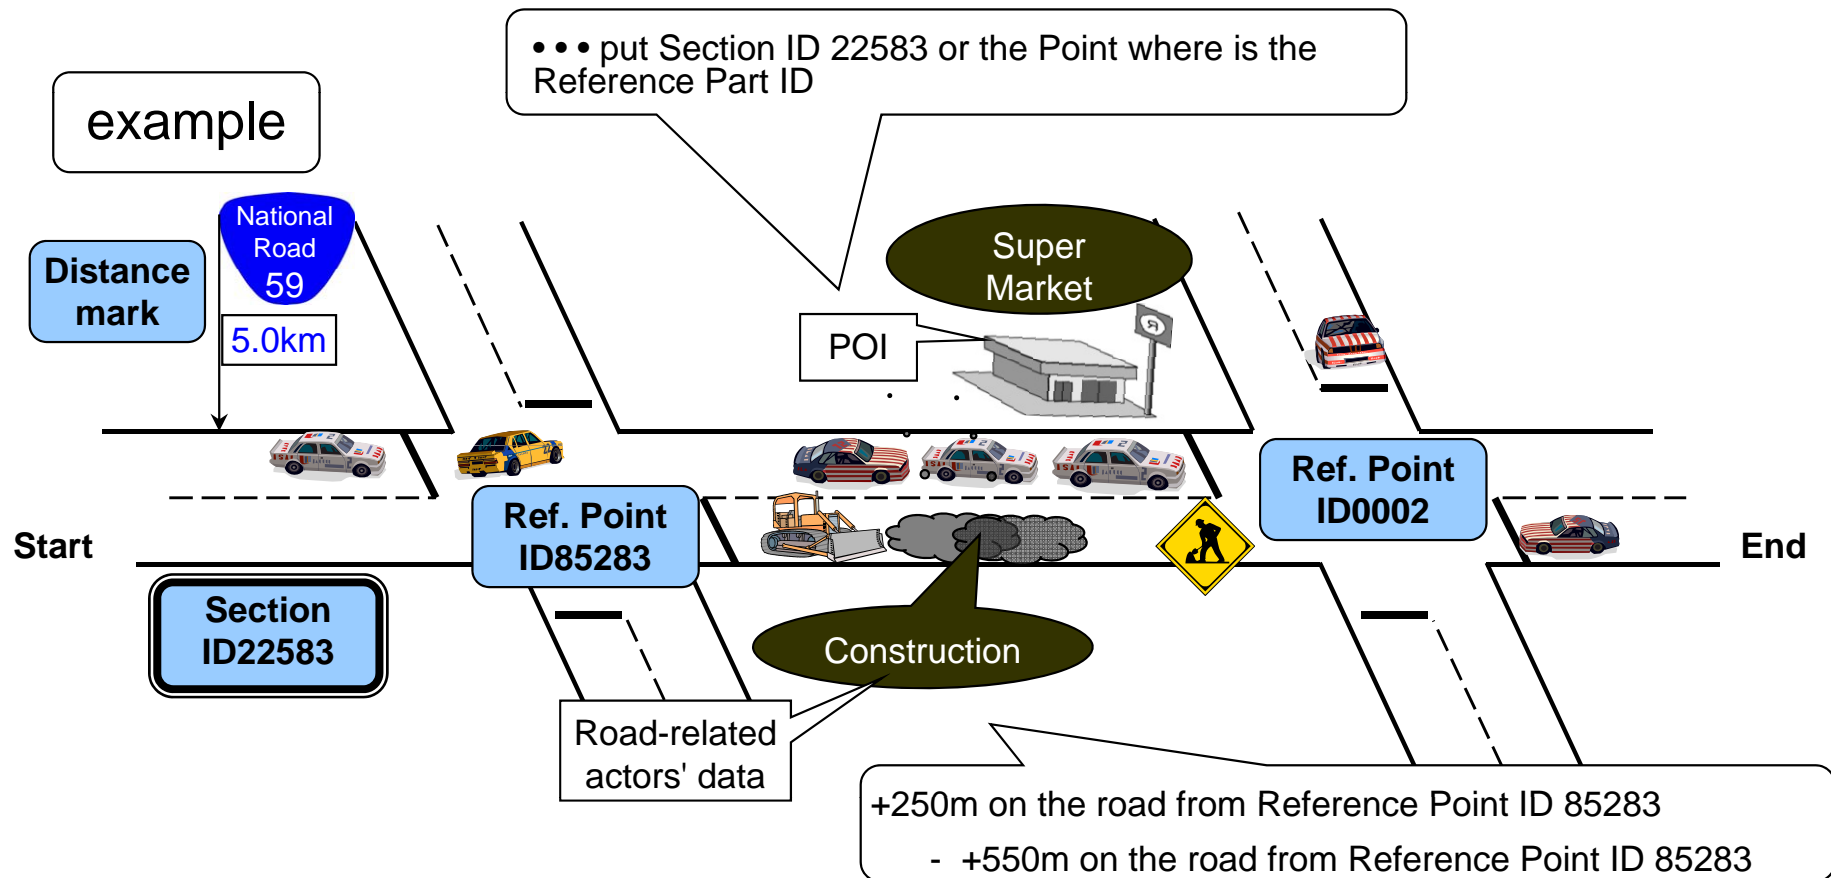 ••• put Section ID 22583 or the Point where is the
Reference Part ID
example
National
Road
59
Distance
mark
5.0km
Super
Market
POI
Ref. Point
ID85283
Ref. Point
ID0002
Start
End
Section
ID22583
Construction
Road-related
actors' data
+250m on the road from Reference Point ID 85283
- +550m on the road from Reference Point ID 85283